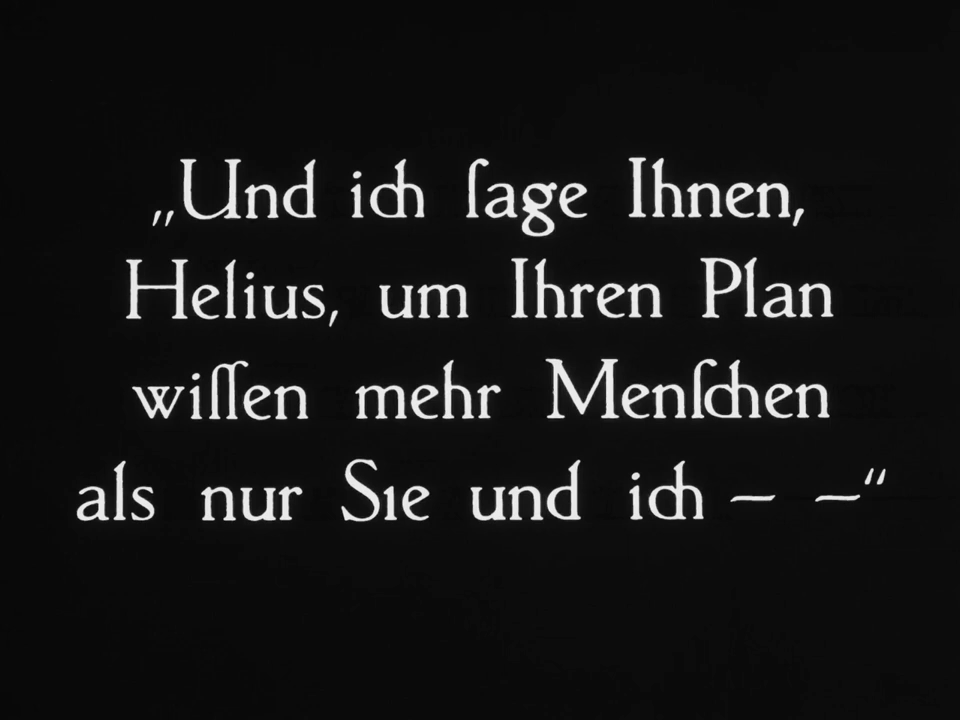 „Und ich ſage Ihnen,
Helius, um Ihren Plan
wiſſen mehr Menſchen
als nur Sie und ich — —“